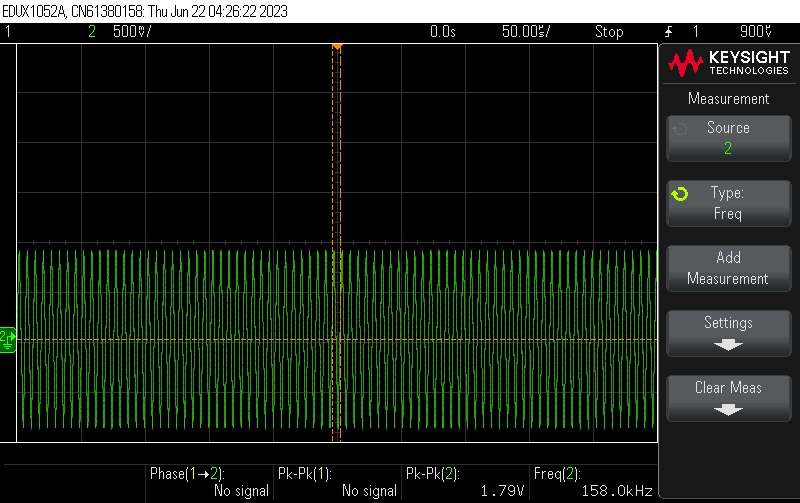 EDUX1052A, CN61380158: Thu Jun 22 04:26:22 2023
1 2 500mV/ 0.0s 50.00us/ Stop 1 900mV
KEYSIGHT
TECHNOLOGIES
Measurement
Source
2
Type:
Freq
Add
Measurement
Settings
Clear Meas
2
Phase(1→2): Pk-Pk(1): Pk-Pk(2): Freq(2):
No signal No signal 1.79V 158.0kHz